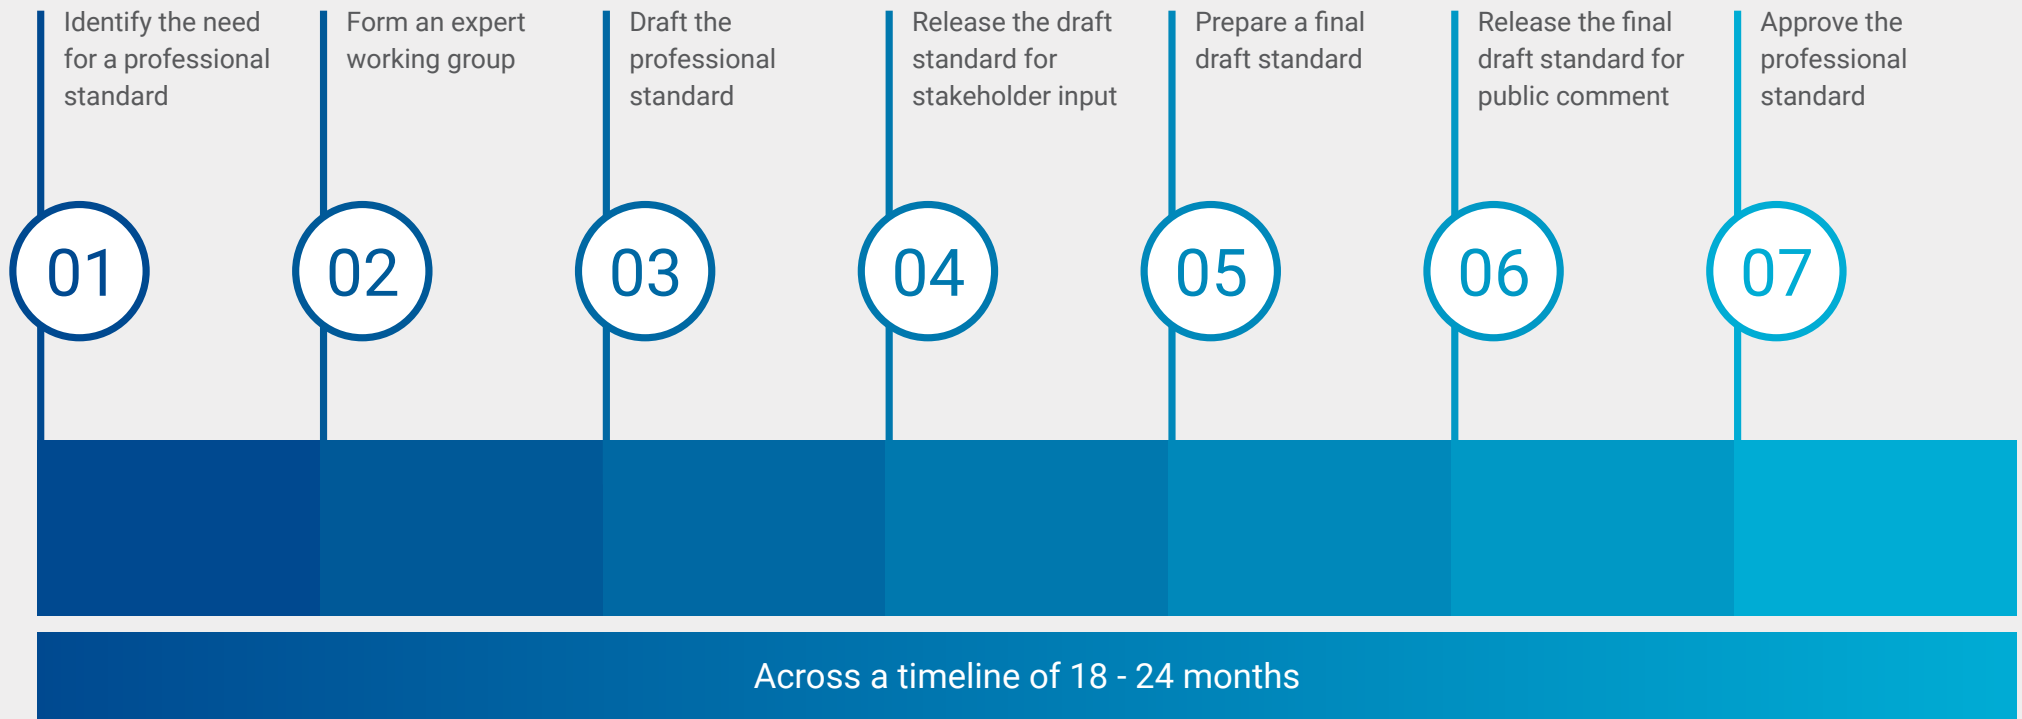 Identify the need
for a professional
standard
Form an expert
working group
Draft the
professional
standard
Release the draft
standard for
stakeholder input
Prepare a final
draft standard
Release the final
draft standard for
public comment
Approve the
professional
standard
01
02
03
04
05
06
07
Across a timeline of 18 - 24 months